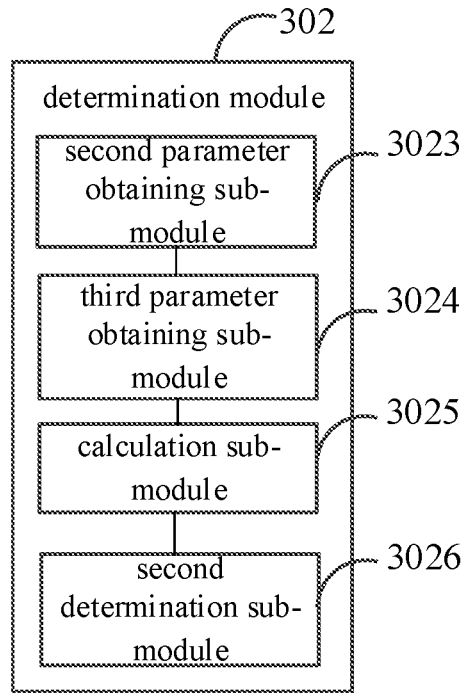 302
determination module
second parameter
obtaining sub-
module
3023
third parameter
obtaining sub-
module
3024
calculation sub-
module
3025
second
determination sub-
module
3026